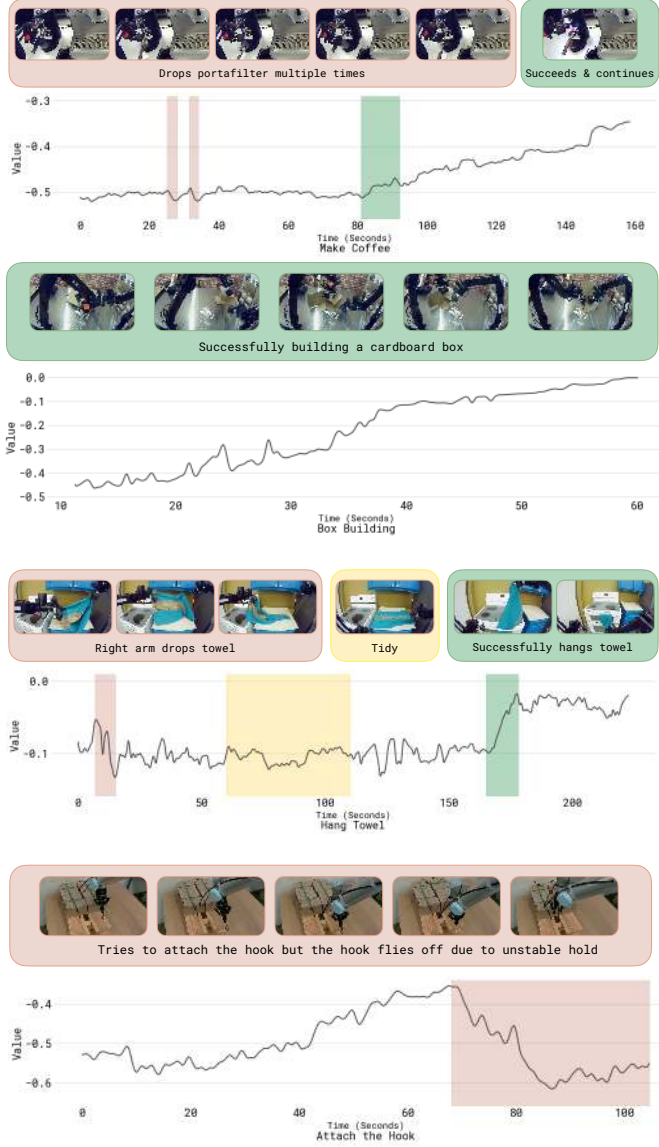 Drops portafilter multiple times
Succeeds & continues
-0.3
-0.4
-0.5
Value
0 20 40 60 80 100 120 140 160
Time (Seconds)
Make Coffee
Successfully building a cardboard box
0.0
-0.1
-0.2
-0.3
-0.4
-0.5
Value
10 20 30 40 50 60
Time (Seconds)
Box Building
Right arm drops towel
Tidy
Successfully hangs towel
0.0
-0.1
Value
0 50 100 150 200
Time (Seconds)
Hang Towel
Tries to attach the hook but the hook flies off due to unstable hold
-0.4
-0.5
-0.6
Value
0 20 40 60 80 100
Time (Seconds)
Attach the Hook